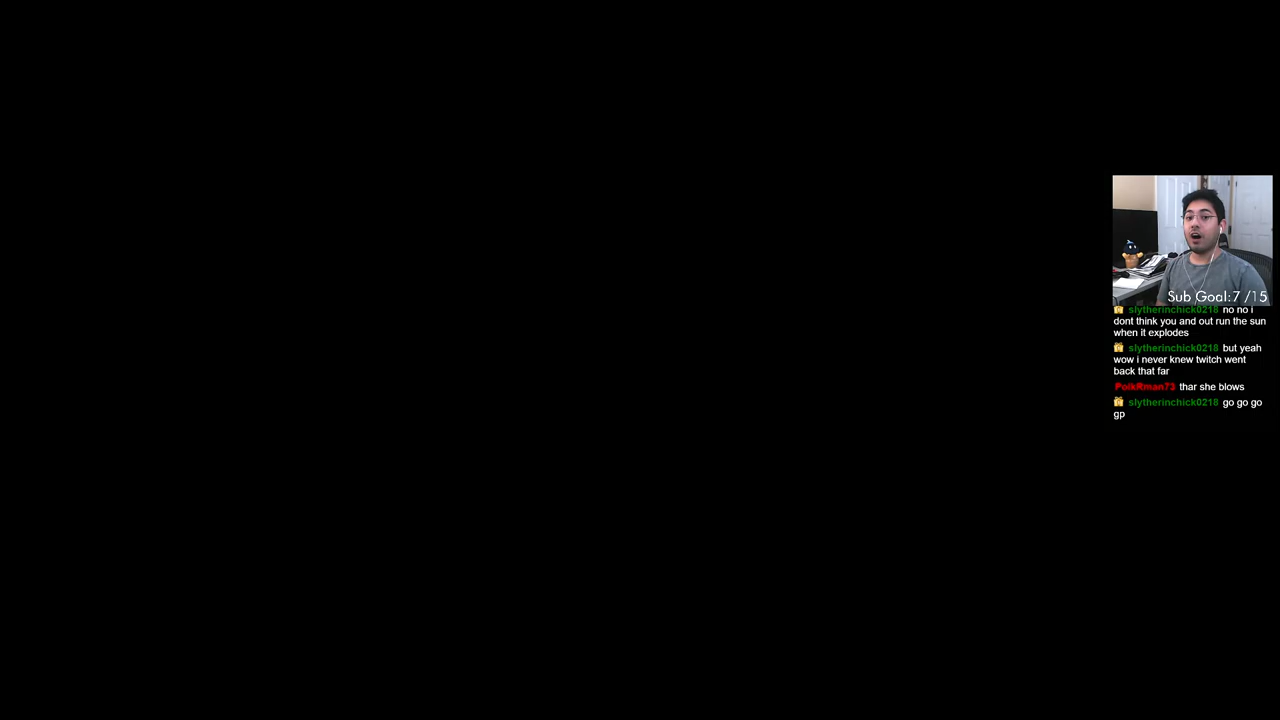 Sub Goal:7 /15
slytherinchick0218 no no i
dont think you and out run the sun
when it explodes
slytherinchick0218 but yeah
wow i never knew twitch went
back that far
PolkRman73 thar she blows
slytherinchick0218 go go go
gp